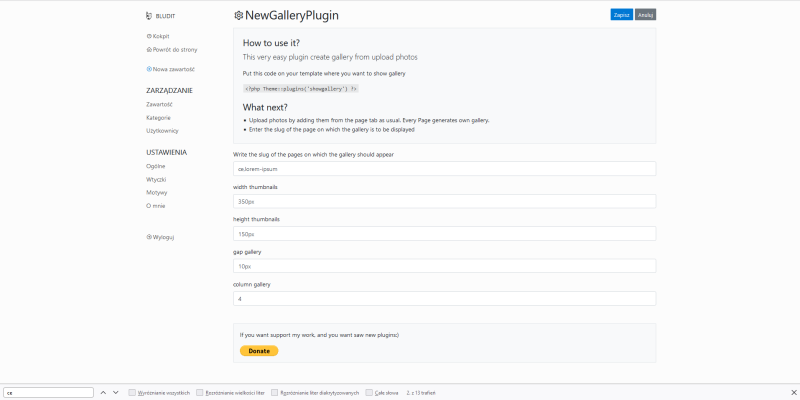 BLUDIT
Kokpit
Powrót do strony
Nowa zawartość
ZARZĄDZANIE
Zawartość
Kategorie
Użytkownicy
USTAWIENIA
Ogólne
Wtyczki
Motywy
O mnie
Wyloguj
NewGalleryPlugin
Zapisz Anuluj
How to use it?
This very easy plugin create gallery from upload photos
Put this code on your template where you want to show gallery
<?php Theme::plugins('showgallery') ?>
What next?
Upload photos by adding them from the page tab as usual. Every Page generates own gallery.
Enter the slug of the page on which the gallery is to be displayed
Write the slug of the pages on which the gallery should appear
ce,lorem-ipsum
width thumbnails
350px
height thumbnails
150px
gap gallery
10px
column gallery
4
If you want support my work, and you want saw new plugins:)
Donate
ce Wyróżnianie wszystkich Rozróżnianie wielkości liter Rozróżnianie liter diakrytyzowanych Całe słowa 2. z 13 trafień